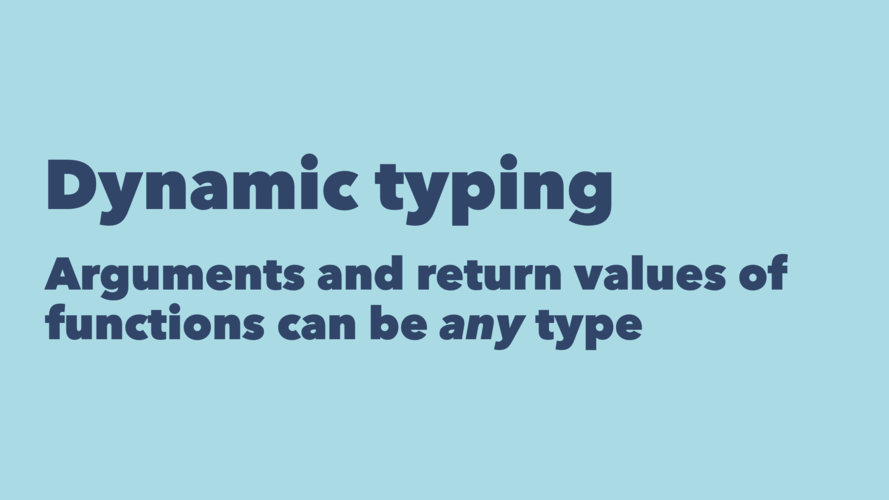 Dynamic typing
Arguments and return values of
functions can be any type